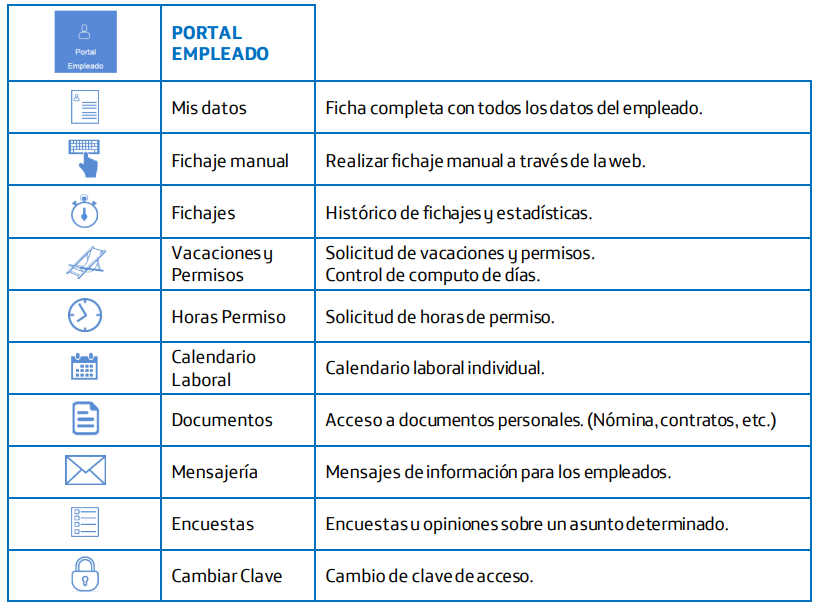 Portal
Empleado
PORTAL
EMPLEADO
Mis datos
Ficha completa con todos los datos del empleado.
Fichaje manual
Realizar fichaje manual a través de la web.
Fichajes
Histórico de fichajes y estadísticas.
Vacaciones y
Permisos
Solicitud de vacaciones y permisos.
Control de computo de días.
Horas Permiso
Solicitud de horas de permiso.
Calendario
Laboral
Calendario laboral individual.
Documentos
Acceso a documentos personales. (Nómina, contratos, etc.)
Mensajería
Mensajes de información para los empleados.
Encuestas
Encuestas u opiniones sobre un asunto determinado.
Cambiar Clave
Cambio de clave de acceso.